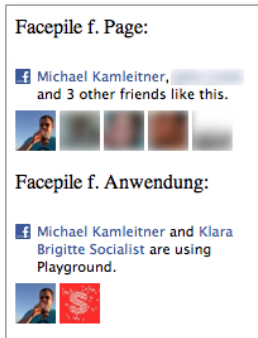 Facepile f. Page:
Michael Kamleitner,
and 3 other friends like this.
Facepile f. Anwendung:
Michael Kamleitner and Klara
Brigitte Socialist are using
Playground.